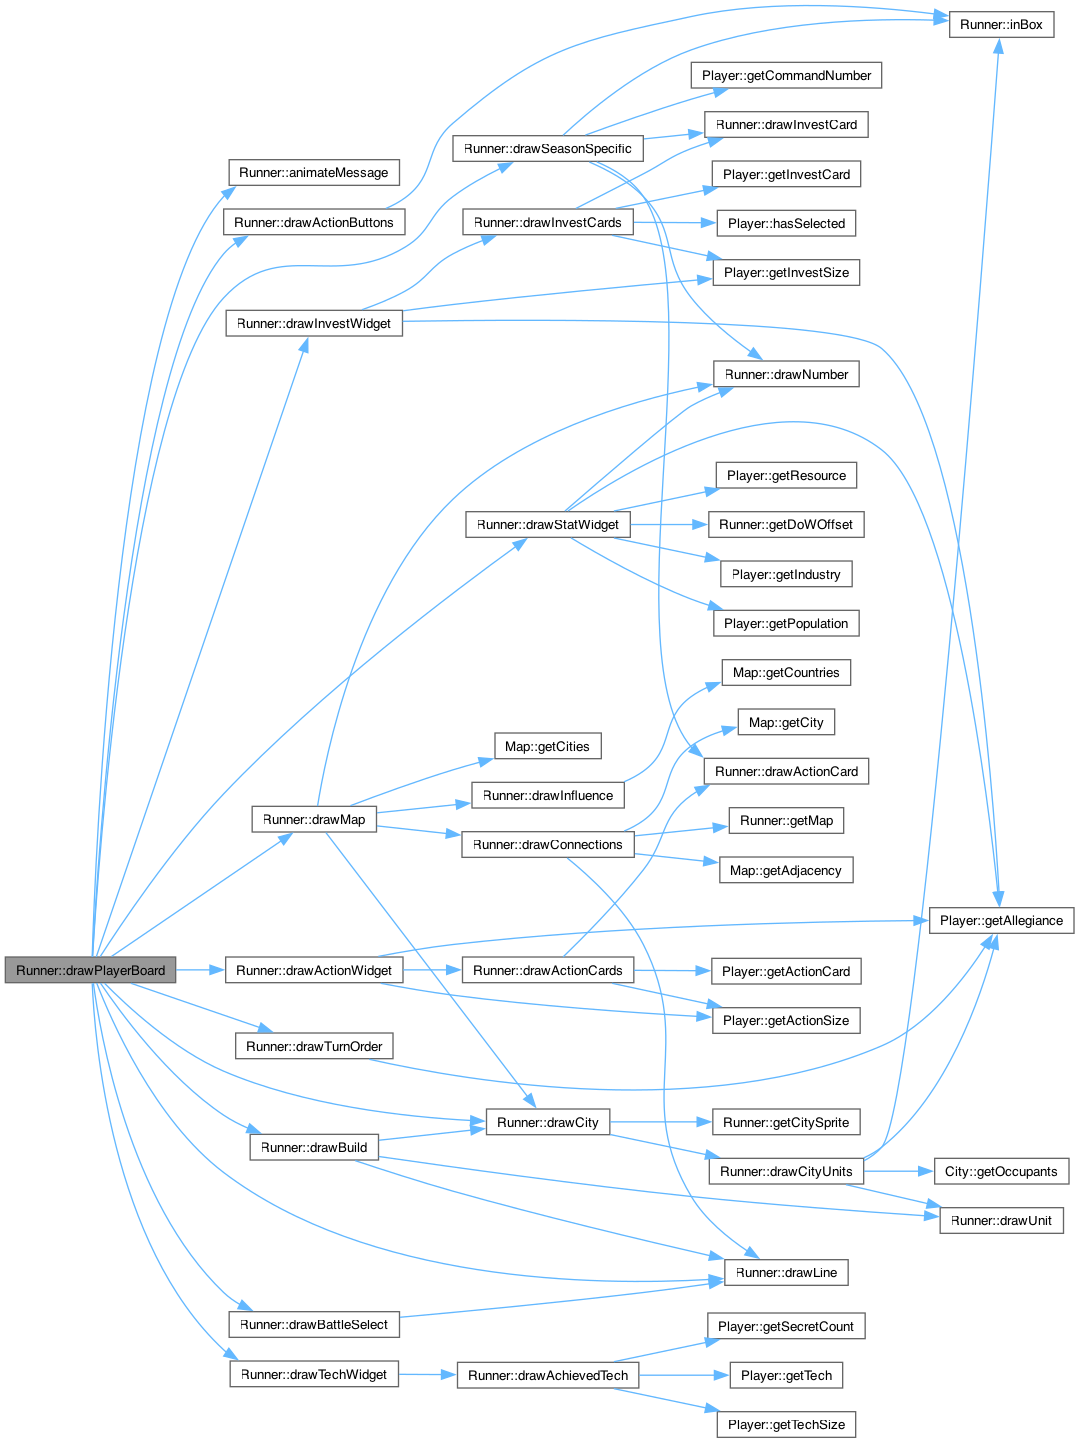 Runner::inBox
Player::getCommandNumber
Runner::drawInvestCard
Runner::drawSeasonSpecific
Runner::animateMessage
Player::getInvestCard
Runner::drawActionButtons
Runner::drawInvestCards
Player::hasSelected
Player::getInvestSize
Runner::drawInvestWidget
Runner::drawNumber
Player::getResource
Runner::drawStatWidget
Runner::getDoWOffset
Player::getIndustry
Player::getPopulation
Map::getCountries
Map::getCity
Map::getCities
Runner::drawActionCard
Runner::drawInfluence
Runner::drawMap
Runner::getMap
Runner::drawConnections
Map::getAdjacency
Player::getAllegiance
Runner::drawPlayerBoard
Runner::drawActionWidget
Runner::drawActionCards
Player::getActionCard
Player::getActionSize
Runner::drawTurnOrder
Runner::drawCity
Runner::getCitySprite
Runner::drawBuild
Runner::drawCityUnits
City::getOccupants
Runner::drawUnit
Runner::drawLine
Runner::drawBattleSelect
Player::getSecretCount
Runner::drawTechWidget
Runner::drawAchievedTech
Player::getTech
Player::getTechSize